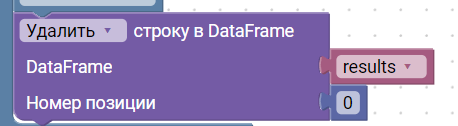 Удалить строку в DataFrame
DataFrame results
Номер позиции 0